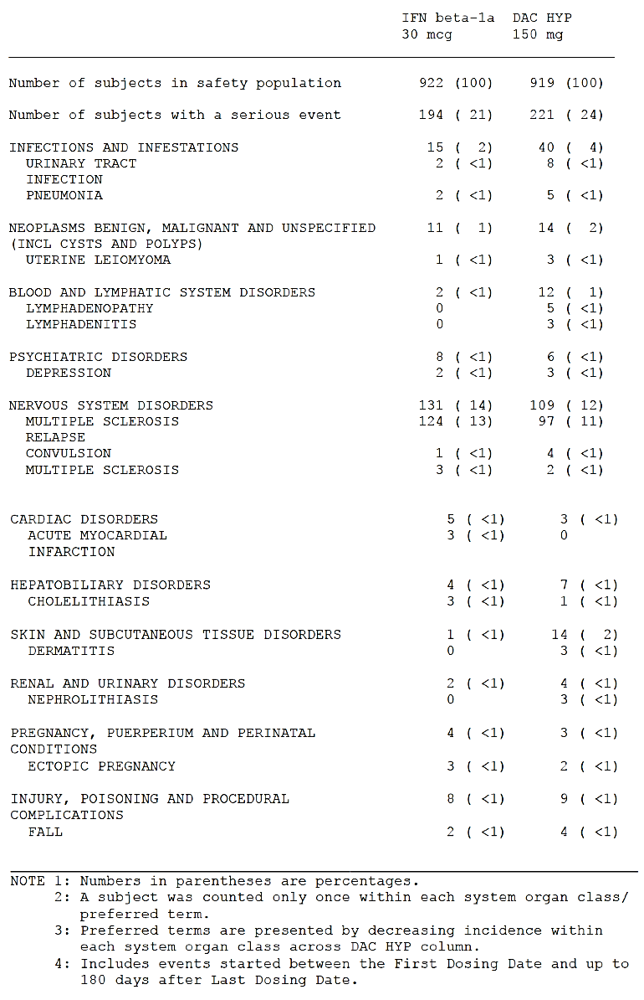 IFN beta-1a DAC HYP
30 mcg 150 mg
Number of subjects in safety population 922 (100) 919 (100)
Number of subjects with a serious event 194 ( 21) 221 ( 24)
INFECTIONS AND INFESTATIONS 15 ( 2) 40 ( 4)
URINARY TRACT 2 ( <1) 8 ( <1)
INFECTION
PNEUMONIA 2 ( <1) 5 ( <1)
NEOPLASMS BENIGN, MALIGNANT AND UNSPECIFIED 11 ( 1) 14 ( 2)
(INCL CYSTS AND POLYPS)
UTERINE LEIOMYOMA 1 ( <1) 3 ( <1)
BLOOD AND LYMPHATIC SYSTEM DISORDERS 2 ( <1) 12 ( 1)
LYMPHADENOPATHY 0 5 ( <1)
LYMPHADENITIS 0 3 ( <1)
PSYCHIATRIC DISORDERS 8 ( <1) 6 ( <1)
DEPRESSION 2 ( <1) 3 ( <1)
NERVOUS SYSTEM DISORDERS 131 ( 14) 109 ( 12)
MULTIPLE SCLEROSIS 124 ( 13) 97 ( 11)
RELAPSE
CONVULSION 1 ( <1) 4 ( <1)
MULTIPLE SCLEROSIS 3 ( <1) 2 ( <1)
CARDIAC DISORDERS 5 ( <1) 3 ( <1)
ACUTE MYOCARDIAL 3 ( <1) 0
INFARCTION
HEPATOBILIARY DISORDERS 4 ( <1) 7 ( <1)
CHOLELITHIASIS 3 ( <1) 1 ( <1)
SKIN AND SUBCUTANEOUS TISSUE DISORDERS 1 ( <1) 14 ( 2)
DERMATITIS 0 3 ( <1)
RENAL AND URINARY DISORDERS 2 ( <1) 4 ( <1)
NEPHROLITHIASIS 0 3 ( <1)
PREGNANCY, PUERPERIUM AND PERINATAL 4 ( <1) 3 ( <1)
CONDITIONS
ECTOPIC PREGNANCY 3 ( <1) 2 ( <1)
INJURY, POISONING AND PROCEDURAL 8 ( <1) 9 ( <1)
COMPLICATIONS
FALL 2 ( <1) 4 ( <1)
NOTE 1: Numbers in parentheses are percentages.
2: A subject was counted only once within each system organ class/
preferred term.
3: Preferred terms are presented by decreasing incidence within
each system organ class across DAC HYP column.
4: Includes events started between the First Dosing Date and up to
180 days after Last Dosing Date.